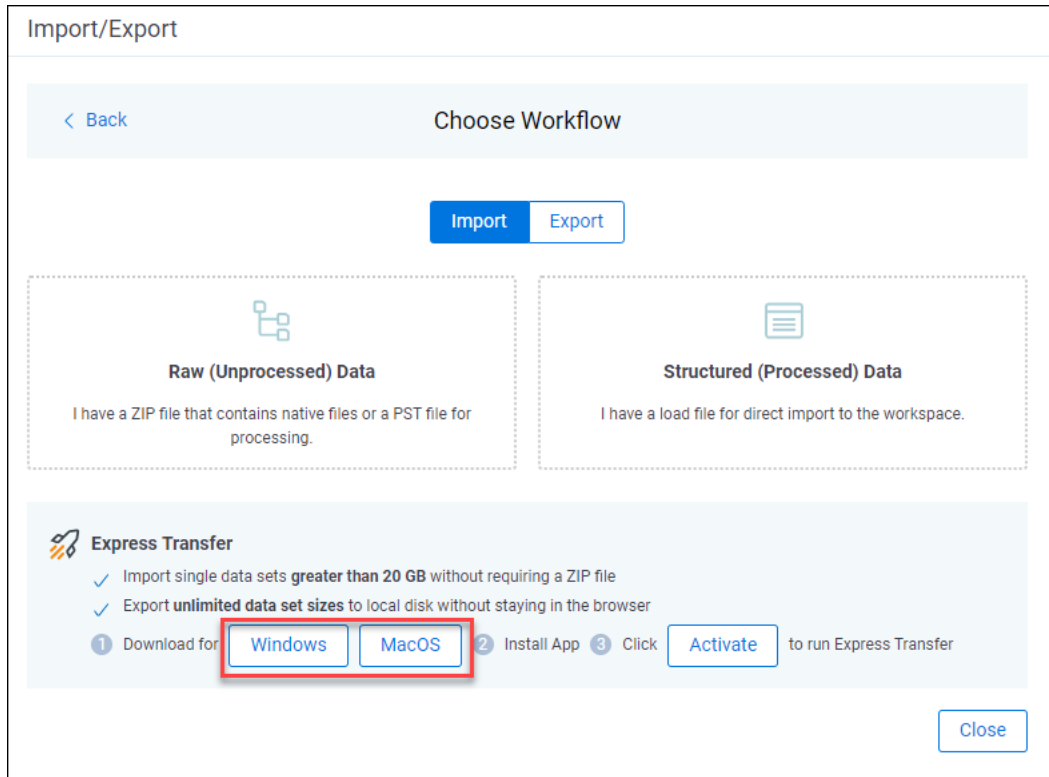 Import/Export
Back
Choose Workflow
Import Export
Raw (Unprocessed) Data
I have a ZIP file that contains native files or a PST file for
processing.
Structured (Processed) Data
I have a load file for direct import to the workspace.
Express Transfer
Import single data sets greater than 20 GB without requiring a ZIP file
Export unlimited data set sizes to local disk without staying in the browser
1 Download for Windows MacOS 2 Install App 3 Click Activate to run Express Transfer
Close